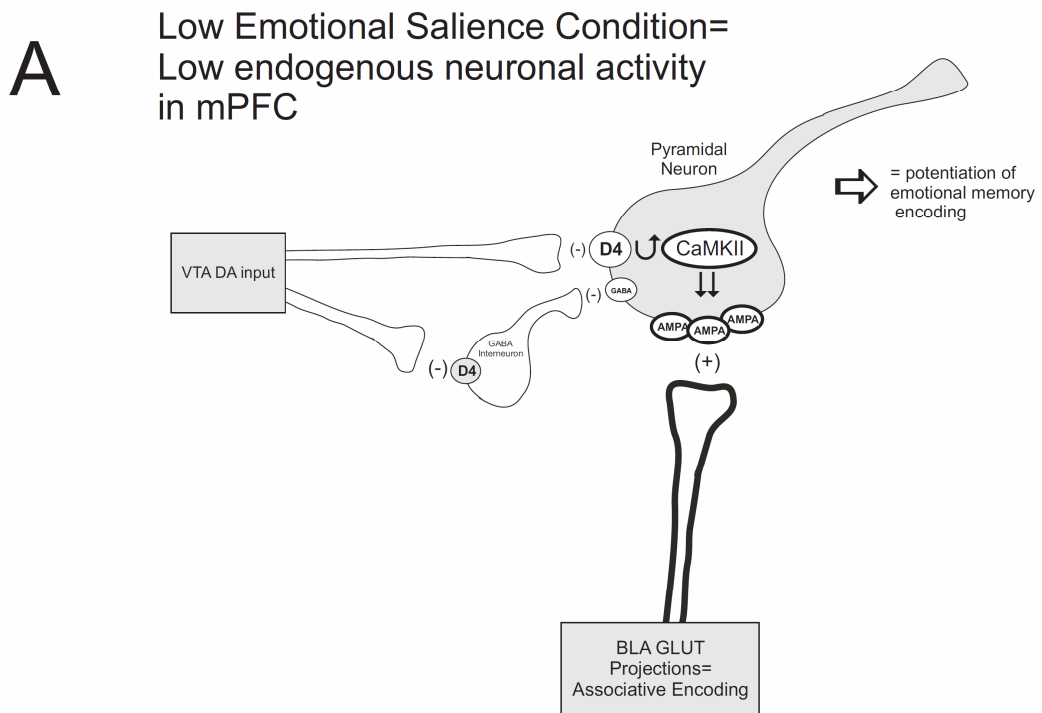 A
Low Emotional Salience Condition=
Low endogenous neuronal activity
in mPFC
Pyramidal
Neuron
= potentiation of
emotional memory
encoding
VTA DA input
(-)
D4
CaMKII
(-)
GABA
AMPA
AMPA
AMPA
GABA
Interneuron
(-)
D4
(+)
BLA GLUT
Projections=
Associative Encoding